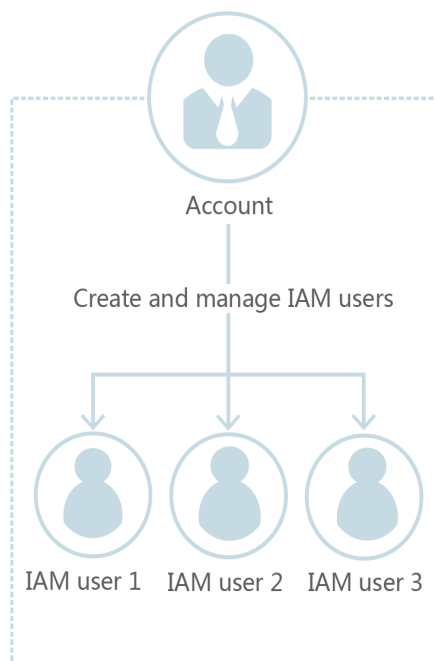 Account
Create and manage IAM users
IAM user 1
IAM user 2
IAM user 3